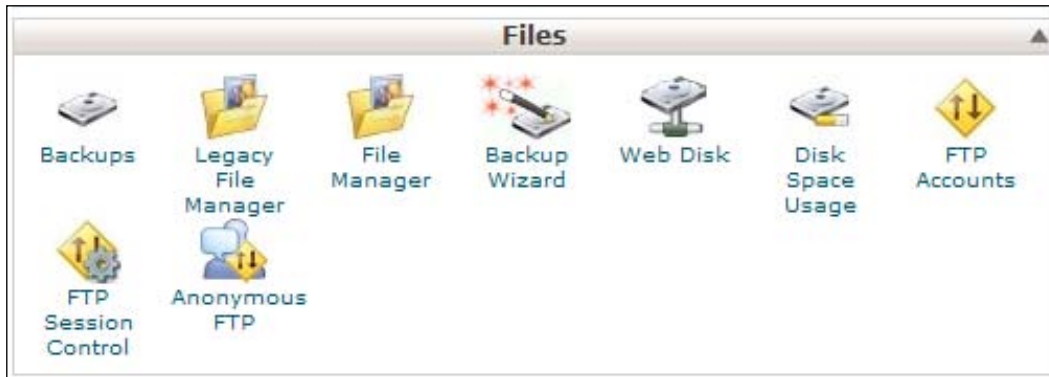 Files
Backups
Legacy
File
Manager
File
Manager
Backup
Wizard
Web Disk
Disk
Space
Usage
FTP
Accounts
FTP
Session
Control
Anonymous
FTP